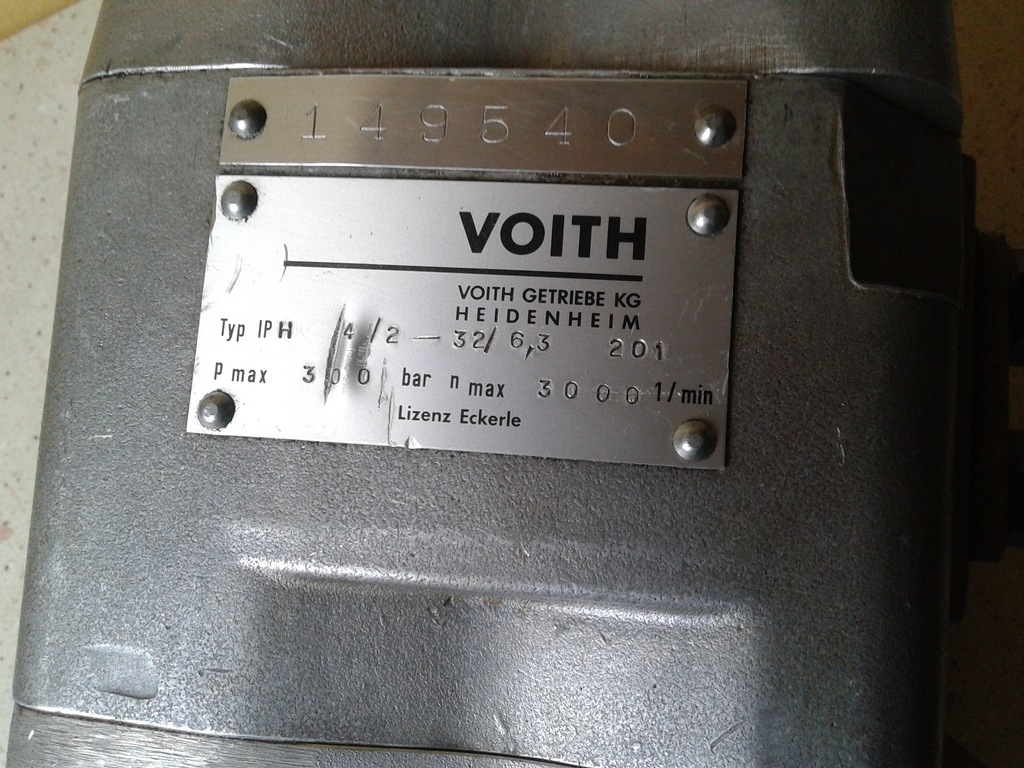 149540
VOITH
VOITH GETRIEBE KG
HEIDENHEIM
Typ IPH 4/2 — 32/6,3 201
p max 300 bar n max 3000 1/min
Lizenz Eckerle